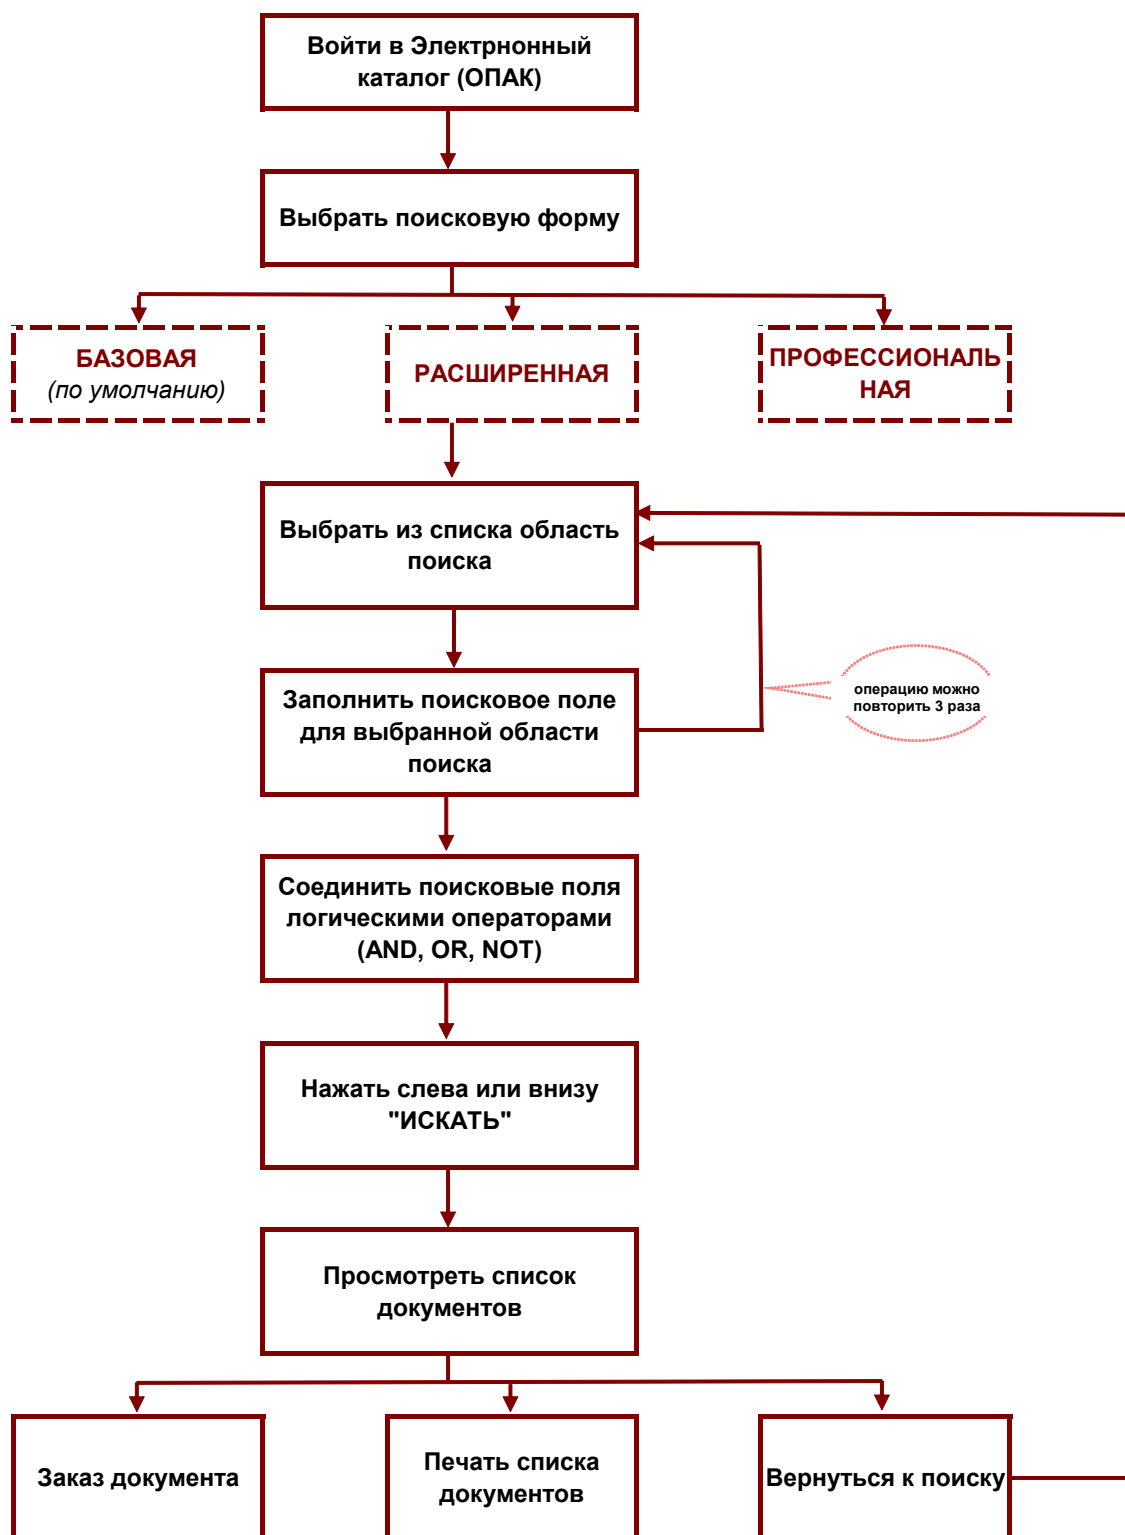 Войти в Электрнонный
каталог (ОПАК)
Выбрать поисковую форму
БАЗОВАЯ
(по умолчанию)
РАСШИРЕННАЯ
ПРОФЕССИОНАЛЬ
НАЯ
Выбрать из списка область
поиска
Заполнить поисковое поле
для выбранной области
поиска
операцию можно
повторить 3 раза
Соединить поисковые поля
логическими операторами
(AND, OR, NOT)
Нажать слева или внизу
"ИСКАТЬ"
Просмотреть список
документов
Заказ документа
Печать списка
документов
Вернуться к поиску